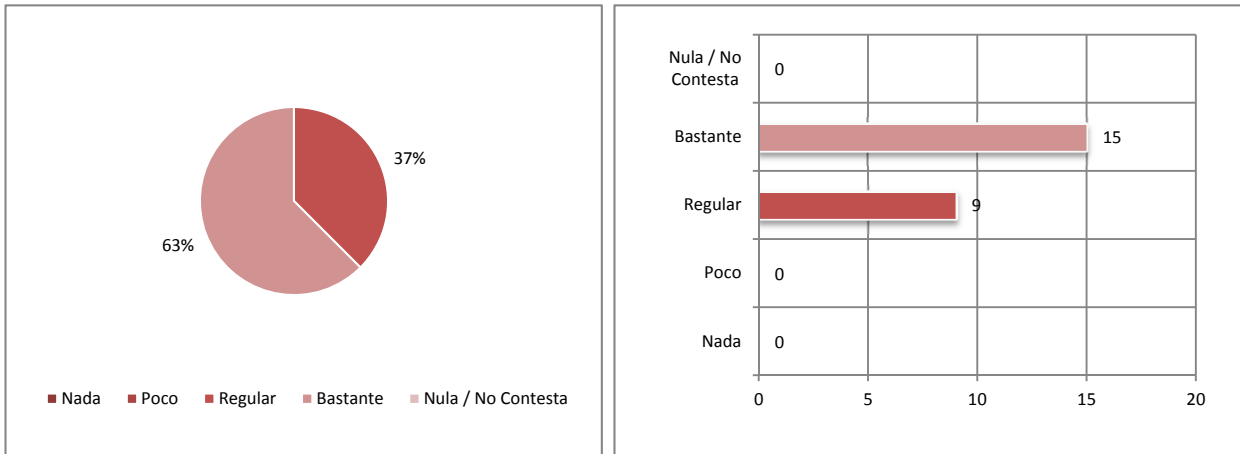 37%
63%
Nada Poco Regular Bastante Nula / No Contesta
Nula / No
Contesta
0
Bastante 15
Regular 9
Poco 0
Nada 0
0 5 10 15 20